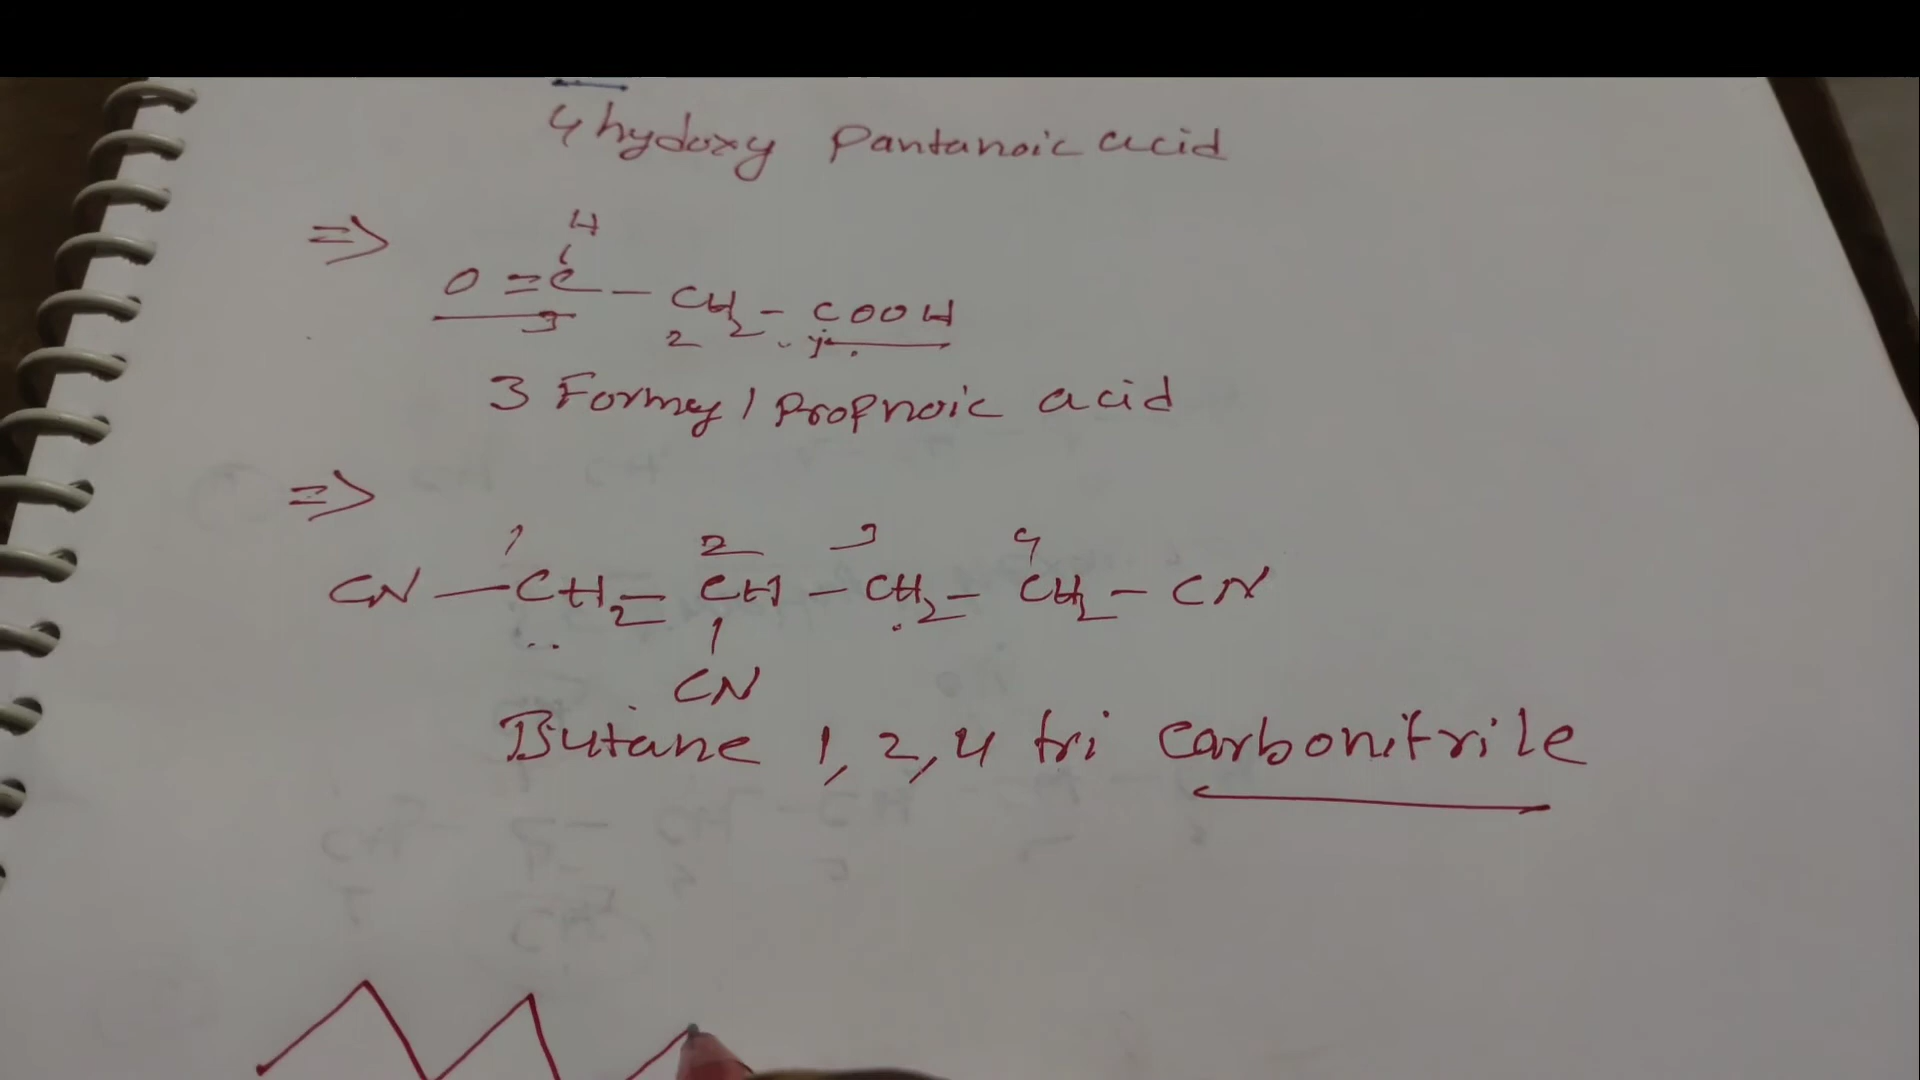 4 hydoxy Pantanoic acid
=>
H
O = C - CH2 - COOH
3 2 1
3 Formyl Propnoic acid
=>
1 2 3 4
CN - CH2 - CH - CH2 - CH2 - CN
CN
Butane 1, 2, 4 tri carbonitrile